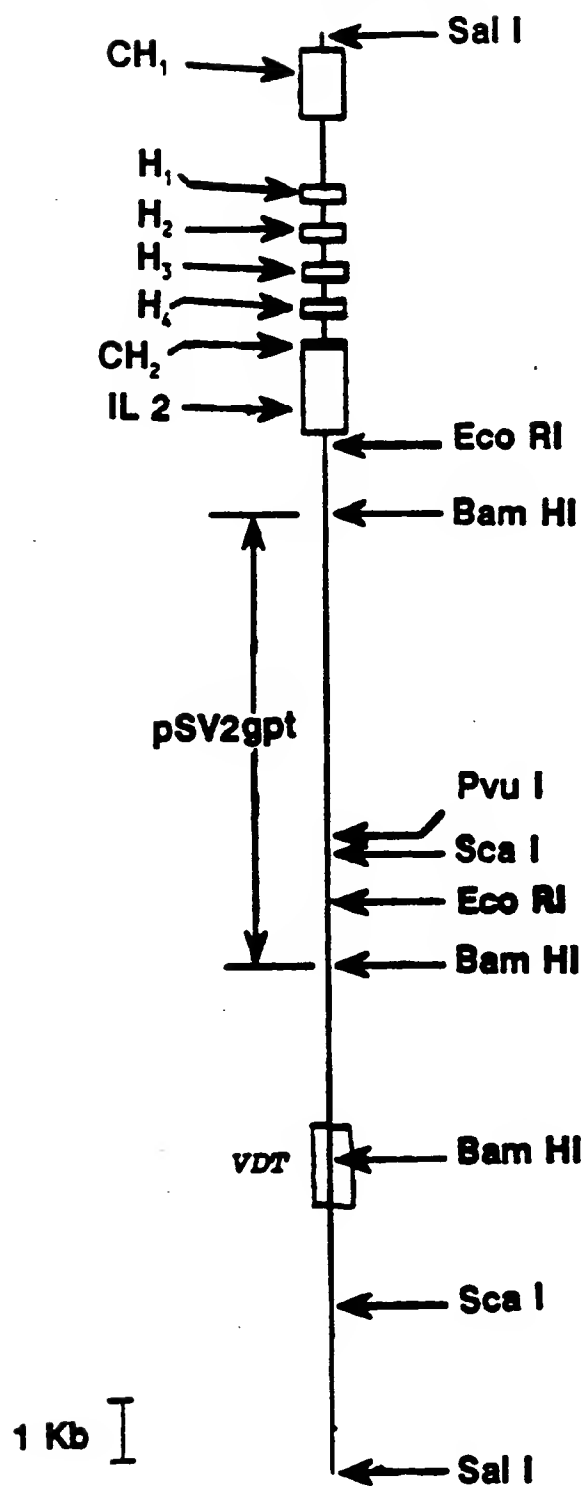 Sal I
CH₁
H₁
H₂
H₃
H₄
CH₂
IL 2
Eco RI
Bam HI
pSV2gpt
Pvu I
Sca I
Eco RI
Bam HI
VDT
Bam HI
Sca I
1 Kb
Sal I